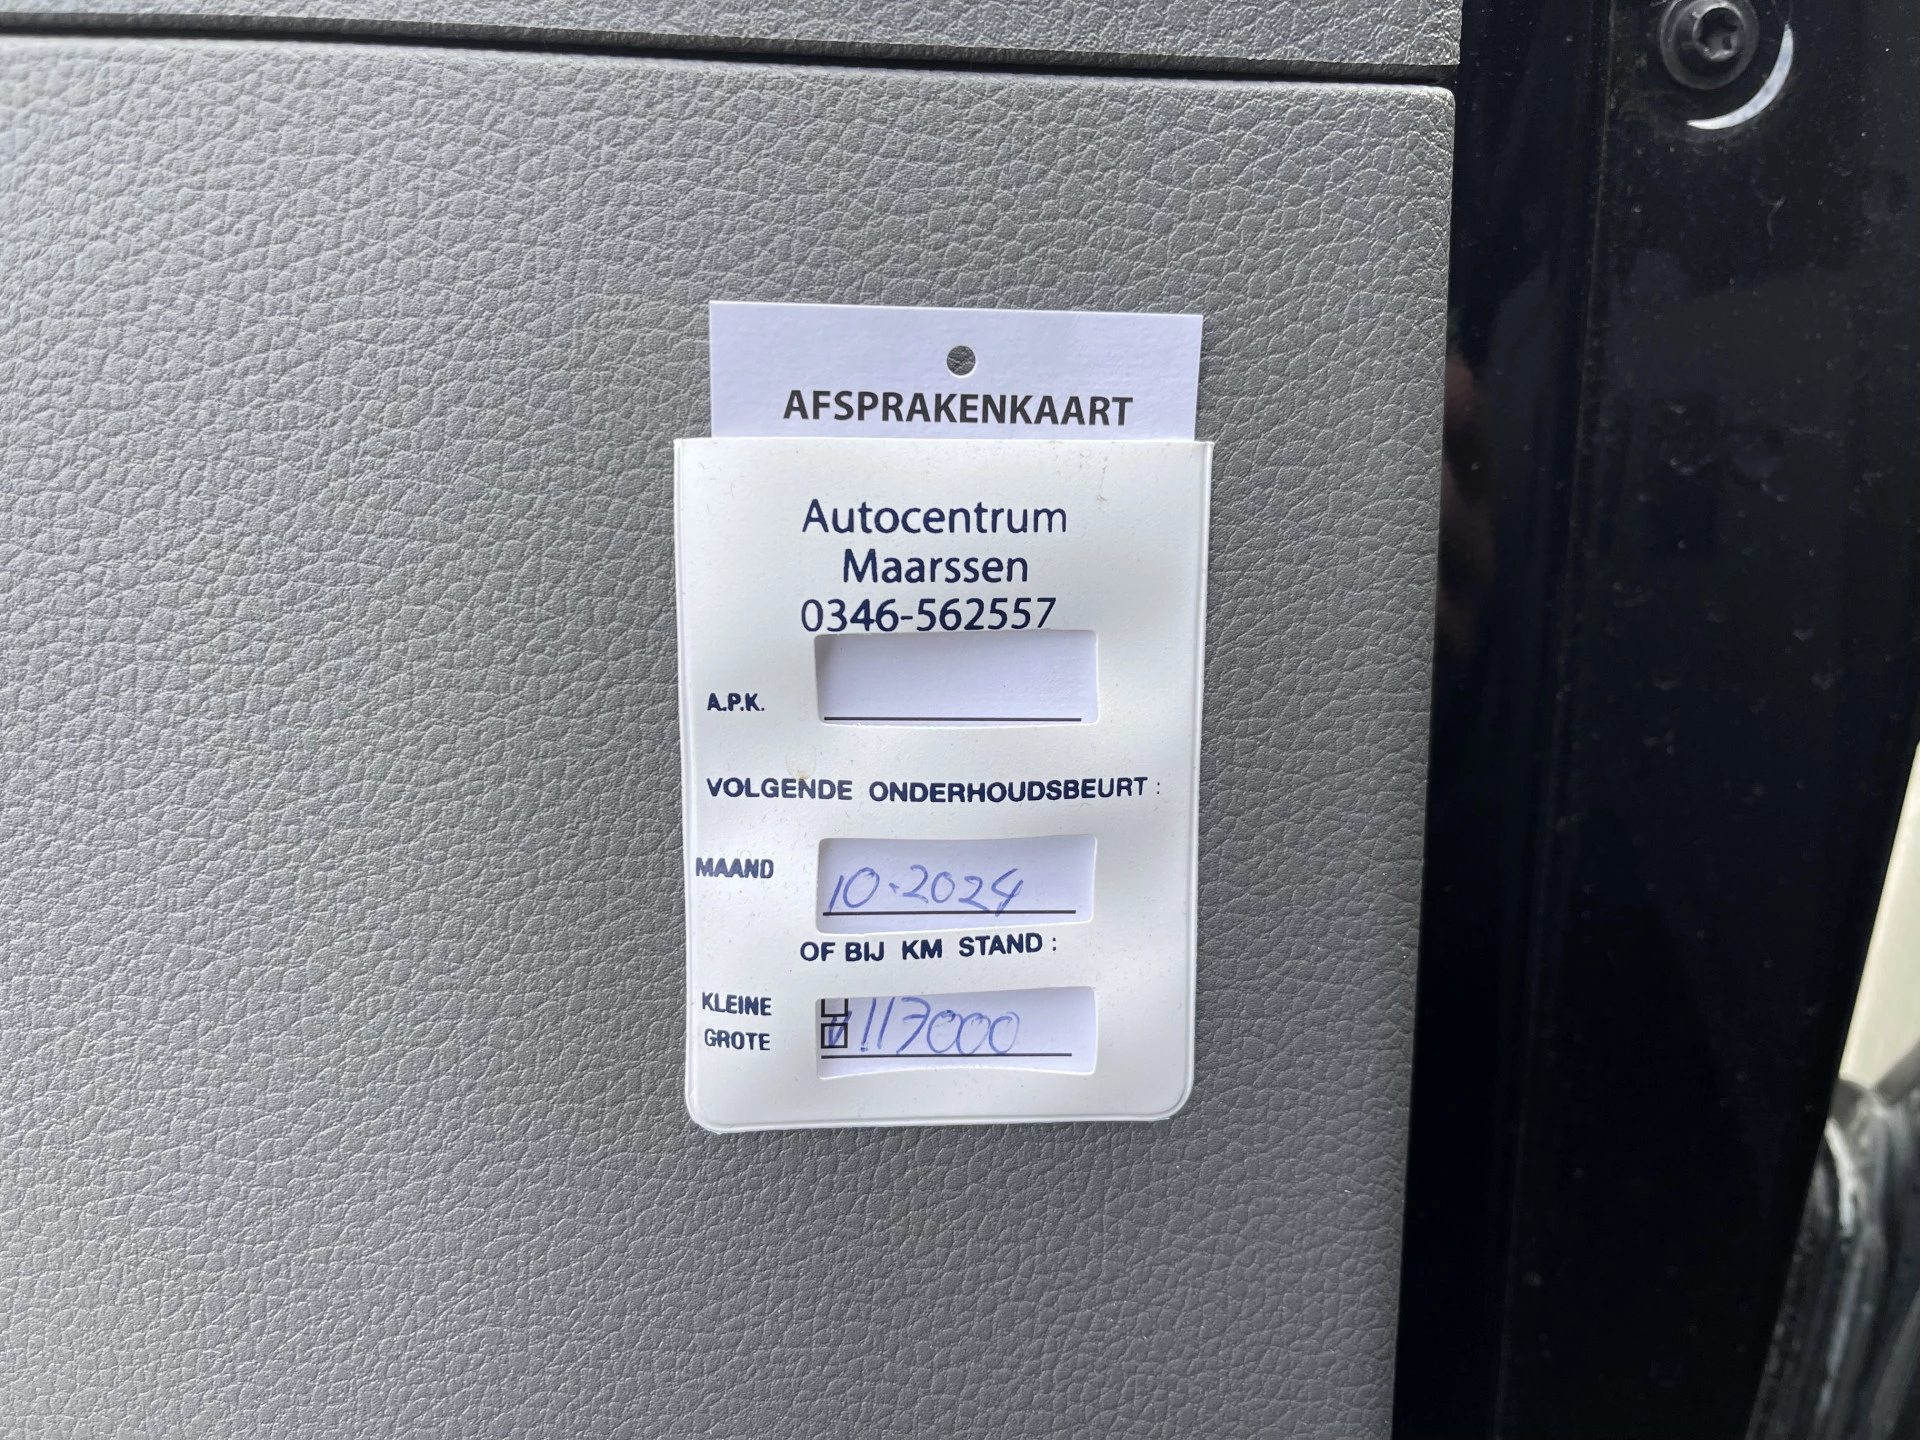 AFSPRAKENKAART
Autocentrum
Maarssen
0346-562557
A.P.K.
VOLGENDE ONDERHOUDSBEURT :
MAAND 10-2024
OF BIJ KM STAND :
KLEINE
GROTE 117000